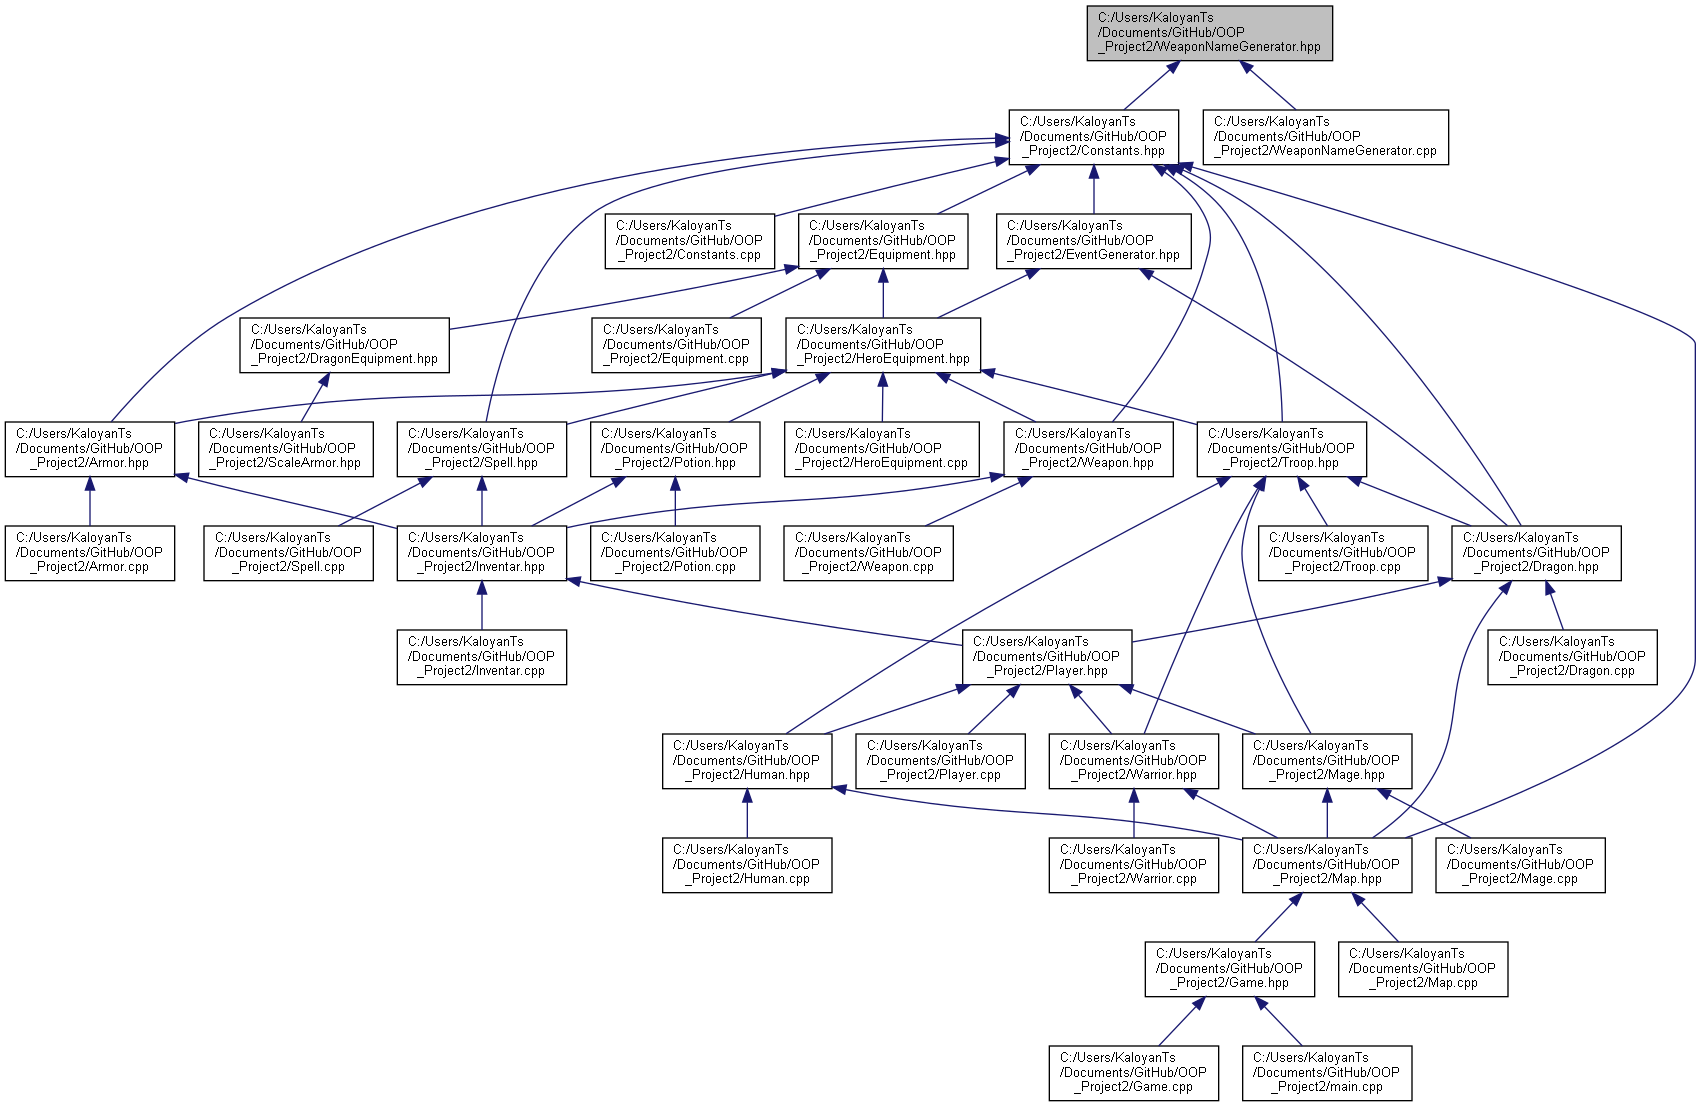 C:/Users/KaloyanTs
/Documents/GitHub/OOP
_Project2/WeaponNameGenerator.hpp
C:/Users/KaloyanTs
/Documents/GitHub/OOP
_Project2/Constants.hpp
C:/Users/KaloyanTs
/Documents/GitHub/OOP
_Project2/WeaponNameGenerator.cpp
C:/Users/KaloyanTs
/Documents/GitHub/OOP
_Project2/Constants.cpp
C:/Users/KaloyanTs
/Documents/GitHub/OOP
_Project2/Equipment.hpp
C:/Users/KaloyanTs
/Documents/GitHub/OOP
_Project2/EventGenerator.hpp
C:/Users/KaloyanTs
/Documents/GitHub/OOP
_Project2/DragonEquipment.hpp
C:/Users/KaloyanTs
/Documents/GitHub/OOP
_Project2/Equipment.cpp
C:/Users/KaloyanTs
/Documents/GitHub/OOP
_Project2/HeroEquipment.hpp
C:/Users/KaloyanTs
/Documents/GitHub/OOP
_Project2/Armor.hpp
C:/Users/KaloyanTs
/Documents/GitHub/OOP
_Project2/ScaleArmor.hpp
C:/Users/KaloyanTs
/Documents/GitHub/OOP
_Project2/Spell.hpp
C:/Users/KaloyanTs
/Documents/GitHub/OOP
_Project2/Potion.hpp
C:/Users/KaloyanTs
/Documents/GitHub/OOP
_Project2/HeroEquipment.cpp
C:/Users/KaloyanTs
/Documents/GitHub/OOP
_Project2/Weapon.hpp
C:/Users/KaloyanTs
/Documents/GitHub/OOP
_Project2/Troop.hpp
C:/Users/KaloyanTs
/Documents/GitHub/OOP
_Project2/Armor.cpp
C:/Users/KaloyanTs
/Documents/GitHub/OOP
_Project2/Spell.cpp
C:/Users/KaloyanTs
/Documents/GitHub/OOP
_Project2/Inventar.hpp
C:/Users/KaloyanTs
/Documents/GitHub/OOP
_Project2/Potion.cpp
C:/Users/KaloyanTs
/Documents/GitHub/OOP
_Project2/Weapon.cpp
C:/Users/KaloyanTs
/Documents/GitHub/OOP
_Project2/Troop.cpp
C:/Users/KaloyanTs
/Documents/GitHub/OOP
_Project2/Dragon.hpp
C:/Users/KaloyanTs
/Documents/GitHub/OOP
_Project2/Inventar.cpp
C:/Users/KaloyanTs
/Documents/GitHub/OOP
_Project2/Player.hpp
C:/Users/KaloyanTs
/Documents/GitHub/OOP
_Project2/Dragon.cpp
C:/Users/KaloyanTs
/Documents/GitHub/OOP
_Project2/Human.hpp
C:/Users/KaloyanTs
/Documents/GitHub/OOP
_Project2/Player.cpp
C:/Users/KaloyanTs
/Documents/GitHub/OOP
_Project2/Warrior.hpp
C:/Users/KaloyanTs
/Documents/GitHub/OOP
_Project2/Mage.hpp
C:/Users/KaloyanTs
/Documents/GitHub/OOP
_Project2/Human.cpp
C:/Users/KaloyanTs
/Documents/GitHub/OOP
_Project2/Warrior.cpp
C:/Users/KaloyanTs
/Documents/GitHub/OOP
_Project2/Map.hpp
C:/Users/KaloyanTs
/Documents/GitHub/OOP
_Project2/Mage.cpp
C:/Users/KaloyanTs
/Documents/GitHub/OOP
_Project2/Game.hpp
C:/Users/KaloyanTs
/Documents/GitHub/OOP
_Project2/Map.cpp
C:/Users/KaloyanTs
/Documents/GitHub/OOP
_Project2/Game.cpp
C:/Users/KaloyanTs
/Documents/GitHub/OOP
_Project2/main.cpp